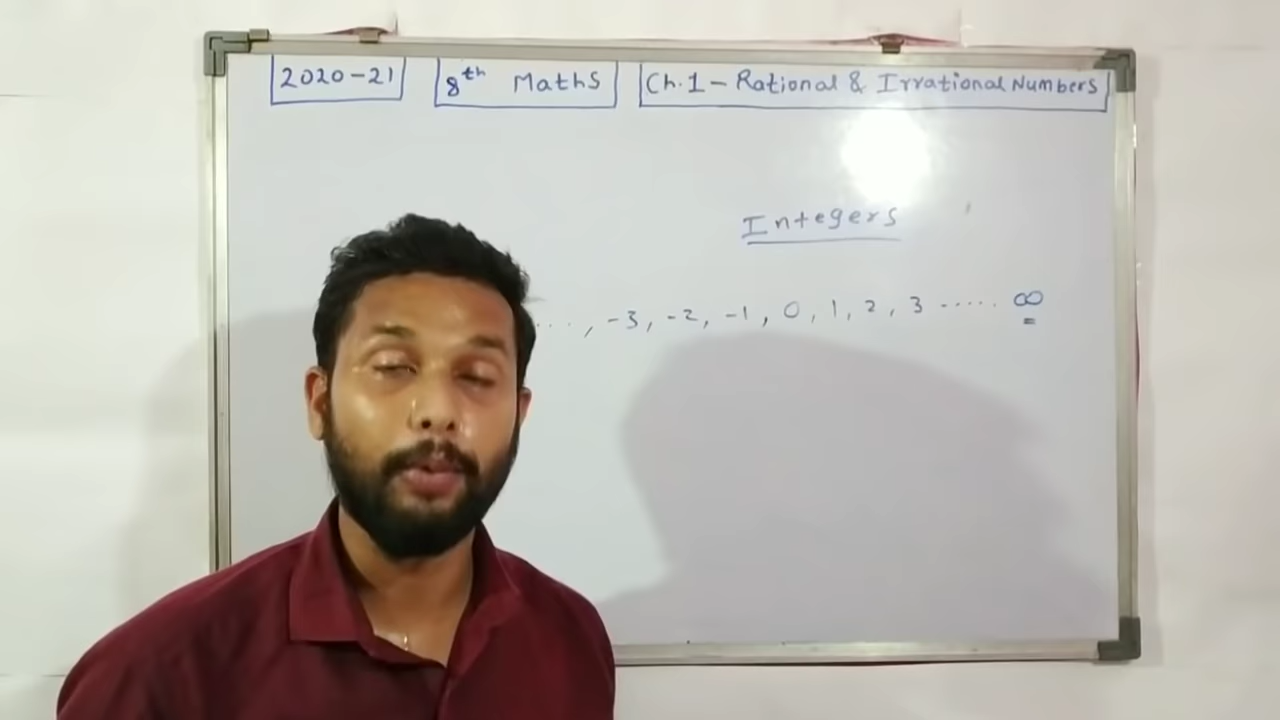 2020-21 8th Maths Ch.1 - Rational & Irrational Numbers
Integers
..., -3, -2, -1, 0, 1, 2, 3 ..... ∞